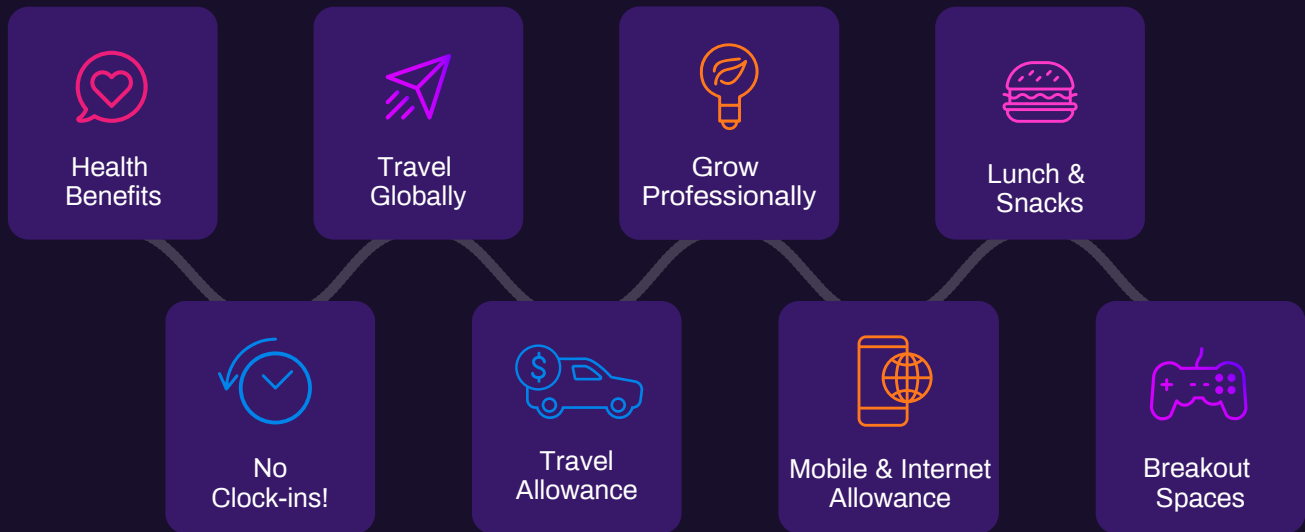 Health
Benefits
Travel
Globally
Grow
Professionally
Lunch &
Snacks
No
Clock-ins!
$
Travel
Allowance
Mobile & Internet
Allowance
Breakout
Spaces